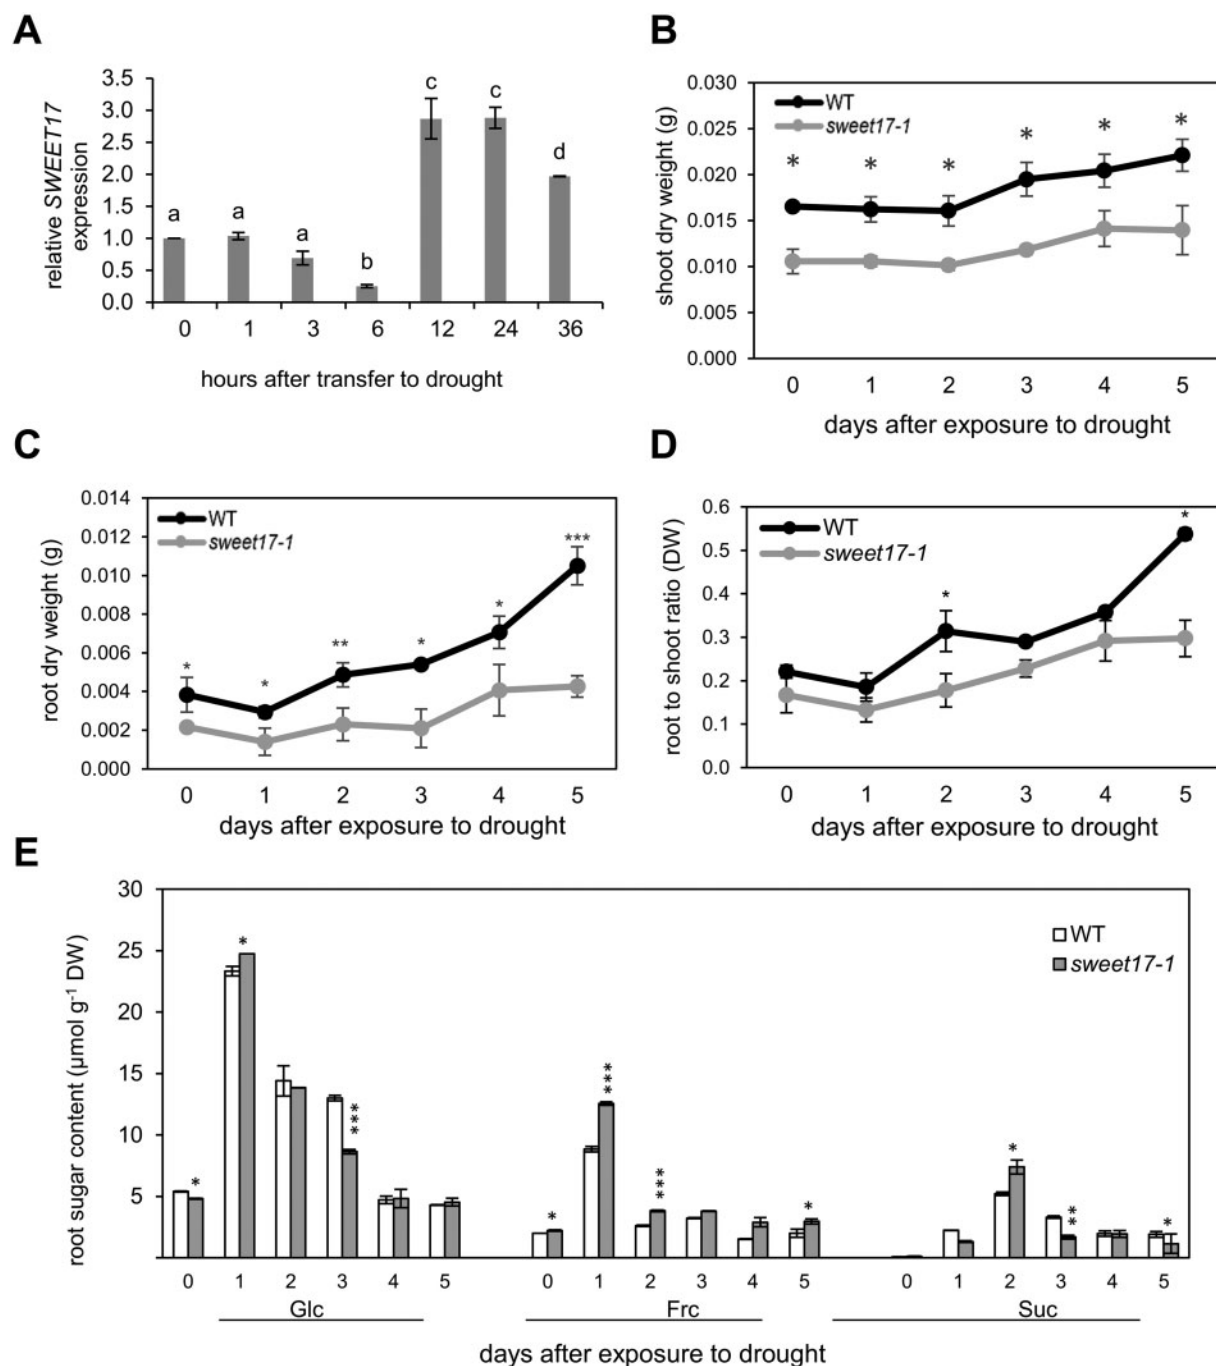 A
relative SWEET17
expression
3.5
3.0
2.5
2.0
1.5
1.0
0.5
0.0
a
a
a
b
c
c
d
0 1 3 6 12 24 36
hours after transfer to drought
B
shoot dry weight (g)
0.030
0.025
0.020
0.015
0.010
0.005
0.000
WT
sweet17-1
* * * * * *
0 1 2 3 4 5
days after exposure to drought
C
root dry weight (g)
0.014
0.012
0.010
0.008
0.006
0.004
0.002
0.000
WT
sweet17-1
* * ** * * ***
0 1 2 3 4 5
days after exposure to drought
D
root to shoot ratio (DW)
0.6
0.5
0.4
0.3
0.2
0.1
0.0
WT
sweet17-1
* *
0 1 2 3 4 5
days after exposure to drought
E
root sugar content (µmol g⁻¹ DW)
30
25
20
15
10
5
WT
sweet17-1
* * *** * *** *** * * ** *
0 1 2 3 4 5 0 1 2 3 4 5 0 1 2 3 4 5
Glc Frc Suc
days after exposure to drought